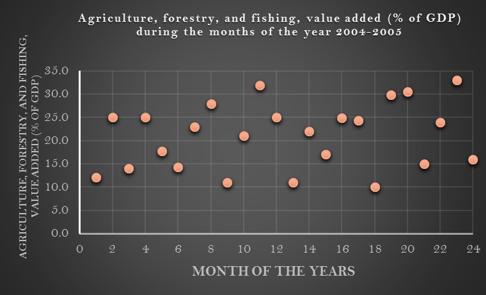 Agriculture, forestry, and fishing, value added (% of GDP)
during the months of the year 2004-2005
AGRICULTURE, FORESTRY, AND FISHING,
VALUE ADDED (% OF GDP)
35.0
30.0
25.0
20.0
15.0
10.0
5.0
0.0
0 2 4 6 8 10 12 14 16 18 20 22 24
MONTH OF THE YEARS